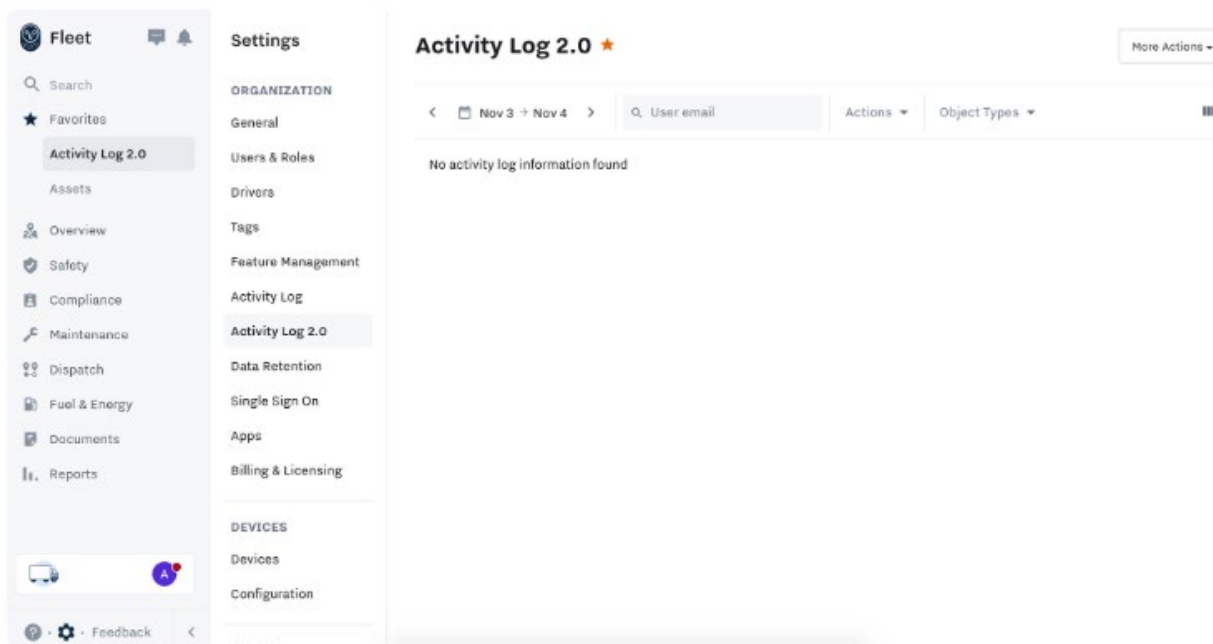 Fleet
Search
Favorites
Activity Log 2.0
Assets
Overview
Safety
Compliance
Maintenance
Dispatch
Fuel & Energy
Documents
Reports
A
Feedback
Settings
ORGANIZATION
General
Users & Roles
Drivers
Tags
Feature Management
Activity Log
Activity Log 2.0
Data Retention
Single Sign On
Apps
Billing & Licensing
DEVICES
Devices
Configuration
Activity Log 2.0
More Actions
Nov 3 → Nov 4
User email
Actions
Object Types
No activity log information found